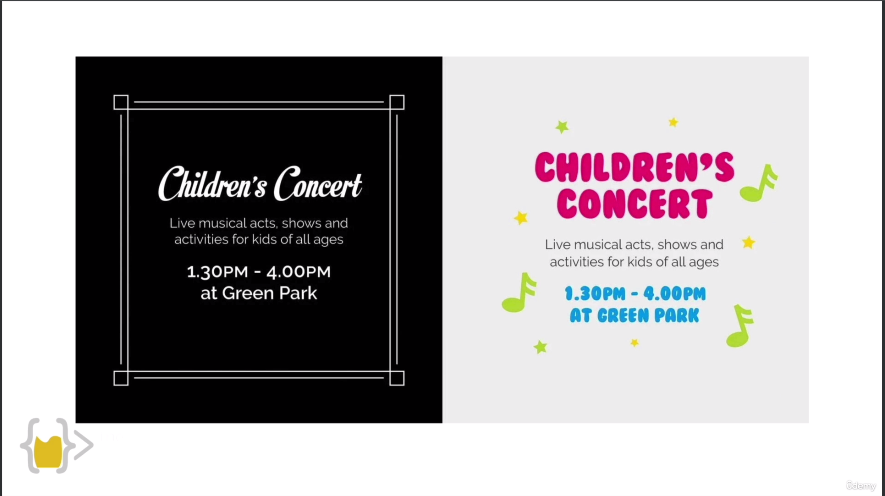 Children's Concert
Live musical acts, shows and
activities for kids of all ages
1.30PM - 4.00PM
at Green Park
CHILDREN'S
CONCERT
Live musical acts, shows and
activities for kids of all ages
1.30PM - 4.00PM
AT GREEN PARK
Udemy